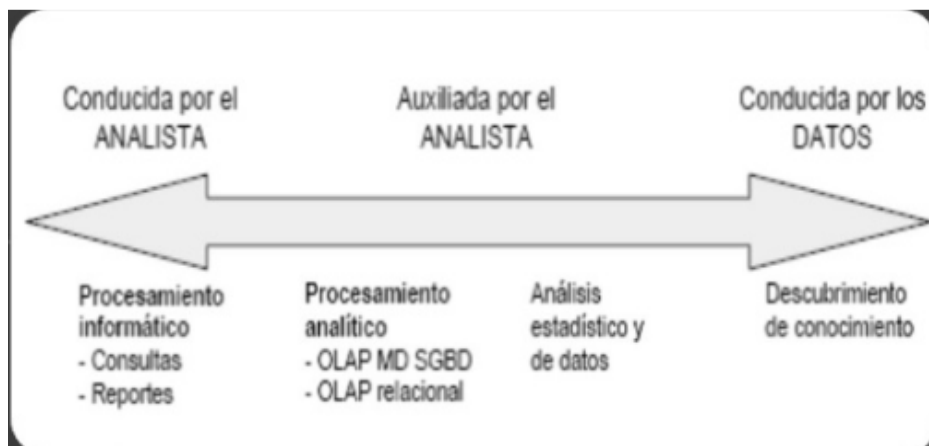 Conducida por el
ANALISTA
Auxiliada por el
ANALISTA
Conducida por los
DATOS
Procesamiento
informático
- Consultas
- Reportes
Procesamiento
analítico
- OLAP MD SGBD
- OLAP relacional
Análisis
estadístico y
de datos
Descubrimiento
de conocimiento